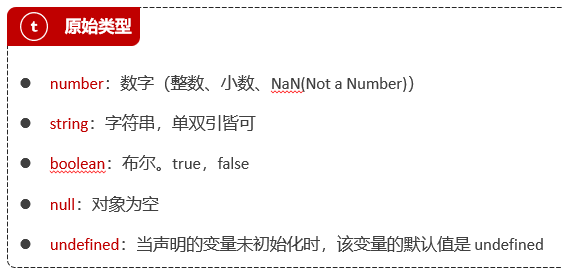 t 原始类型
● number：数字（整数、小数、NaN(Not a Number)）
● string：字符串，单双引皆可
● boolean：布尔。true，false
● null：对象为空
● undefined：当声明的变量未初始化时，该变量的默认值是 undefined